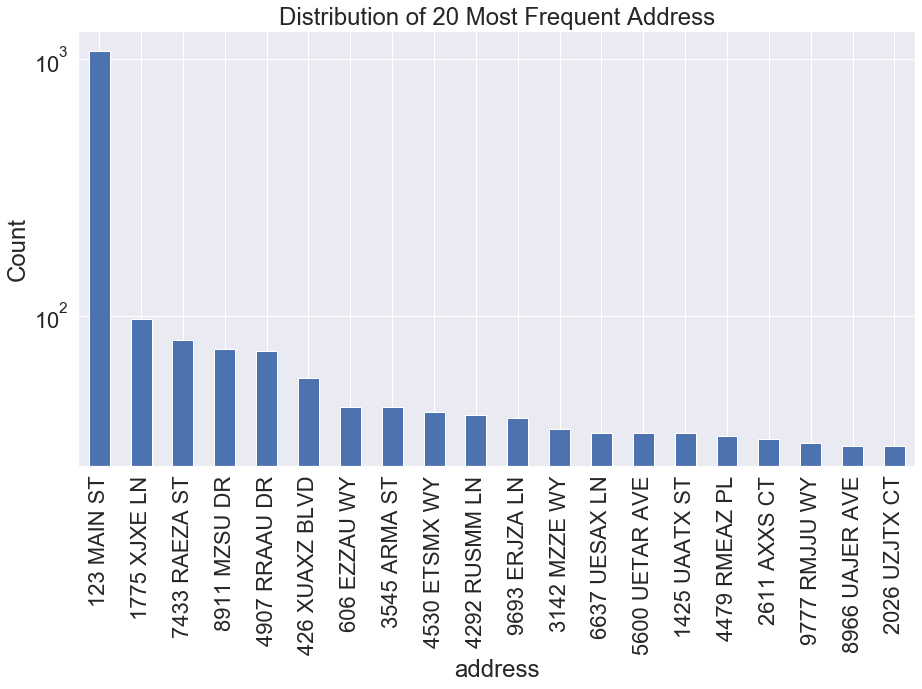 Distribution of 20 Most Frequent Address
10³
10²
Count
123 MAIN ST
1775 XJXE LN
7433 RAEZA ST
8911 MZSU DR
4907 RRAAU DR
426 XUAXZ BLVD
606 EZZAU WY
3545 ARMA ST
4530 ETSMX WY
4292 RUSMM LN
9693 ERJZA LN
3142 MZZE WY
6637 UESAX LN
5600 UETAR AVE
1425 UAATX ST
4479 RMEAZ PL
2611 AXXS CT
9777 RMJJU WY
8966 UAJER AVE
2026 UZJTX CT
address